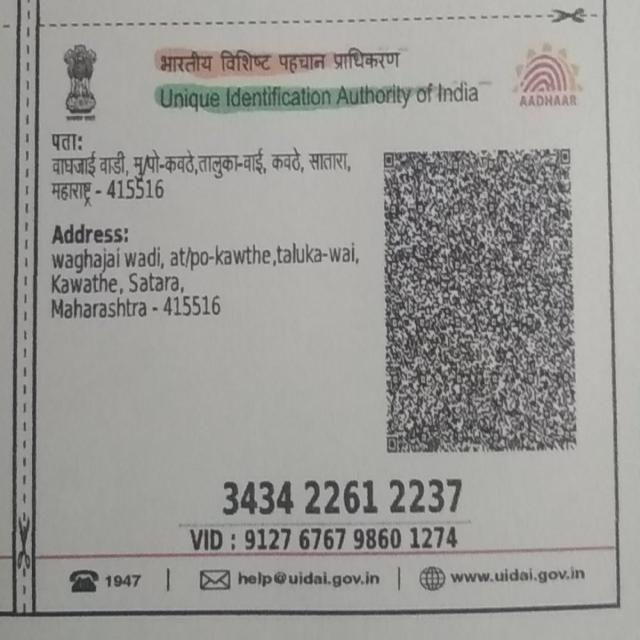 भारतीय विशिष्ट पहचान प्राधिकरण
Unique Identification Authority of India
AADHAAR
पता:
वाघजाई वाडी, मु/पो-कवठे,तालुका-वाई, कवठे, सातारा,
महाराष्ट्र - 415516
Address:
waghajai wadi, at/po-kawthe,taluka-wai,
Kawathe, Satara,
Maharashtra - 415516
3434 2261 2237
VID : 9127 6767 9860 1274
1947 | help@uidai.gov.in | www.uidai.gov.in